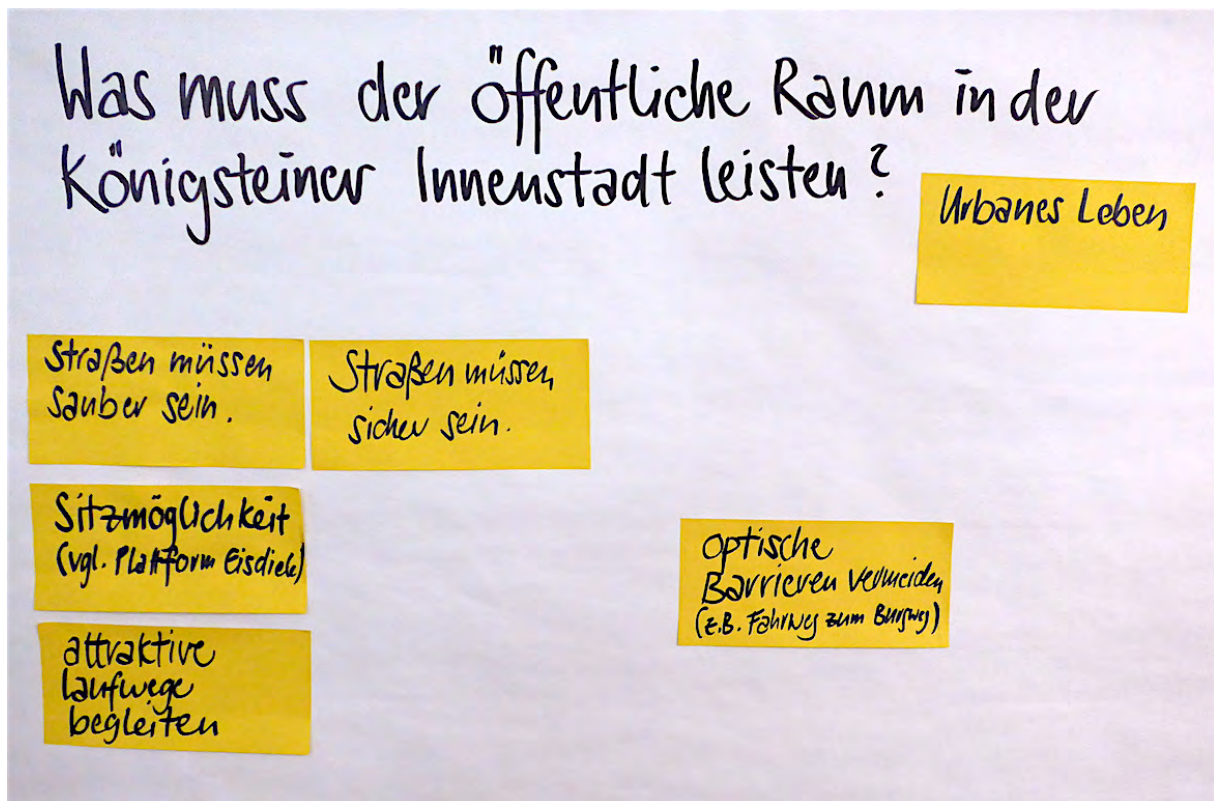 Was muss der öffentliche Raum in der
Königsteiner Innenstadt leisten?
Urbanes Leben
Straßen müssen
sauber sein.
Straßen müssen
sicher sein.
Sitzmöglichkeit
(vgl. Plattform Eisdiele)
optische
Barrieren vermeiden
(z.B. Fahrweg zum Burgweg)
attraktive
Laufwege
begleiten